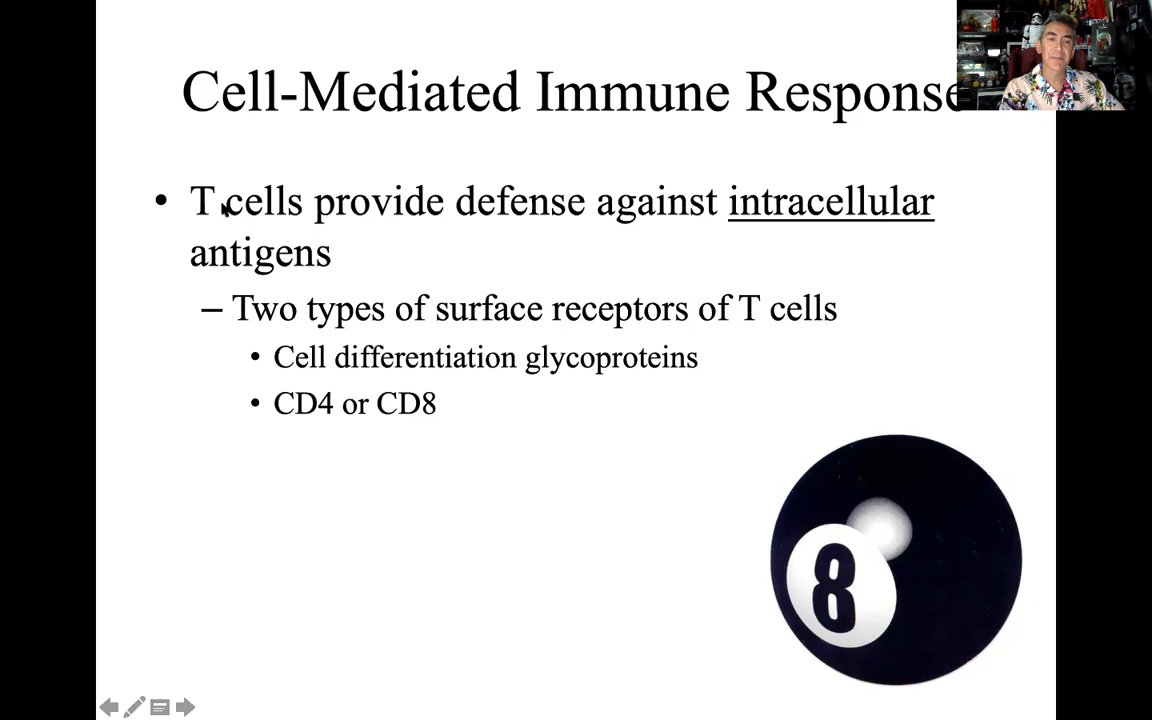 Cell-Mediated Immune Response
• T cells provide defense against intracellular
antigens
– Two types of surface receptors of T cells
• Cell differentiation glycoproteins
• CD4 or CD8
8